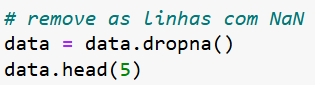 # remove as linhas com NaN
data = data.dropna()
data.head(5)